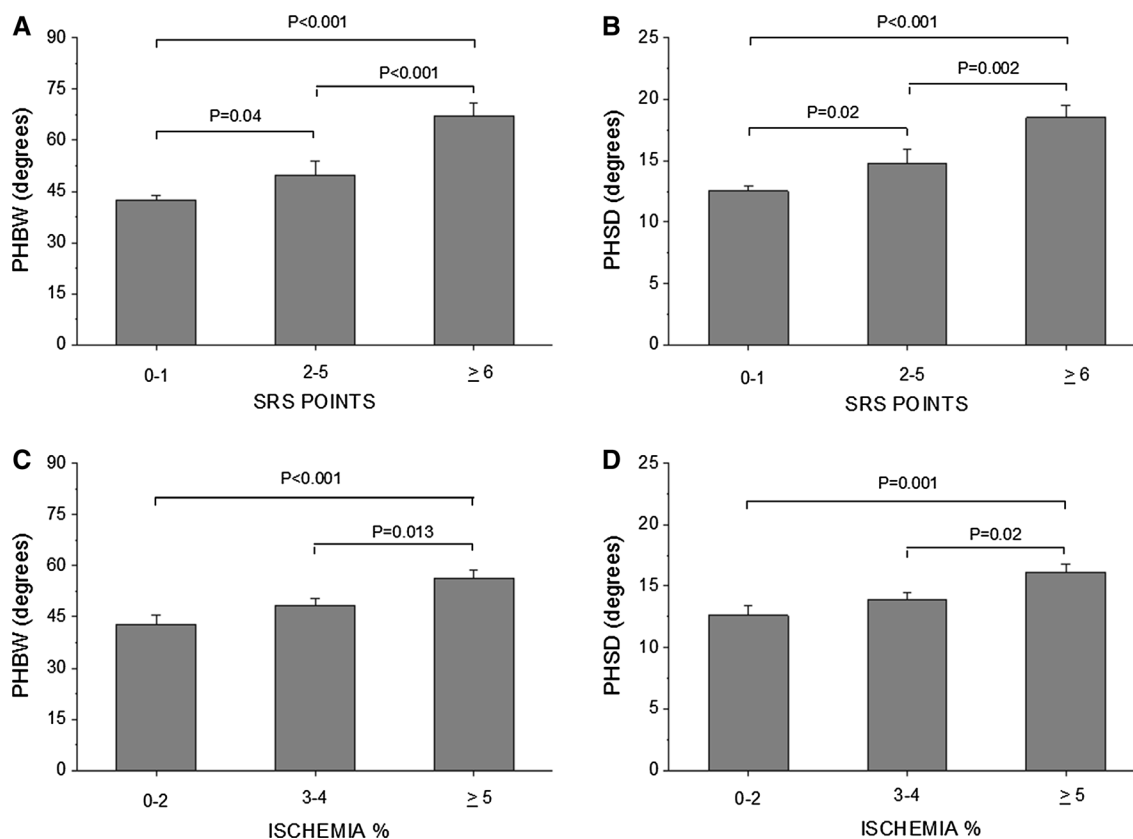 A
P<0.001
P<0.001
P=0.04
PHBW (degrees)
90
75
60
45
30
15
0
0-1
2-5
≥ 6
SRS POINTS
B
P<0.001
P=0.002
P=0.02
PHSD (degrees)
25
20
15
10
5
0
0-1
2-5
≥ 6
SRS POINTS
C
P<0.001
P=0.013
PHBW (degrees)
90
75
60
45
30
15
0
0-2
3-4
≥ 5
ISCHEMIA %
D
P=0.001
P=0.02
PHSD (degrees)
25
20
15
10
5
0
0-2
3-4
≥ 5
ISCHEMIA %